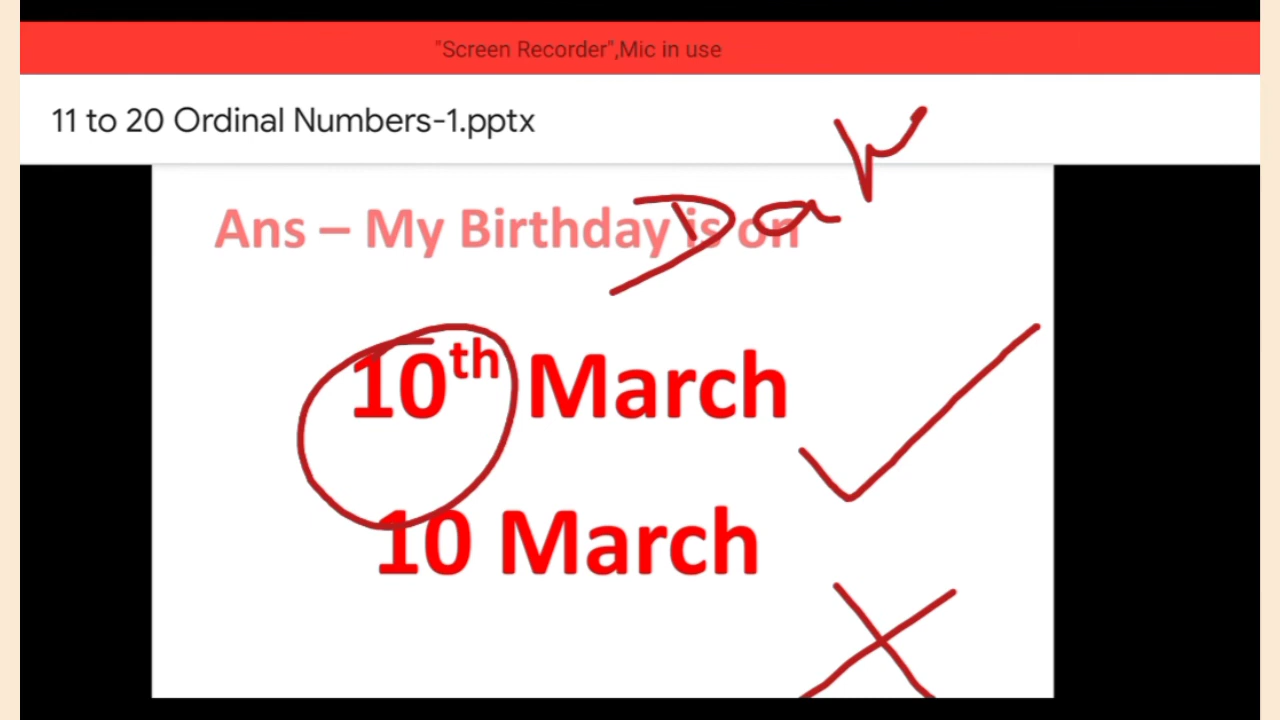 "Screen Recorder",Mic in use
11 to 20 Ordinal Numbers-1.pptx
Ans – My Birthday is on
10th March
10 March